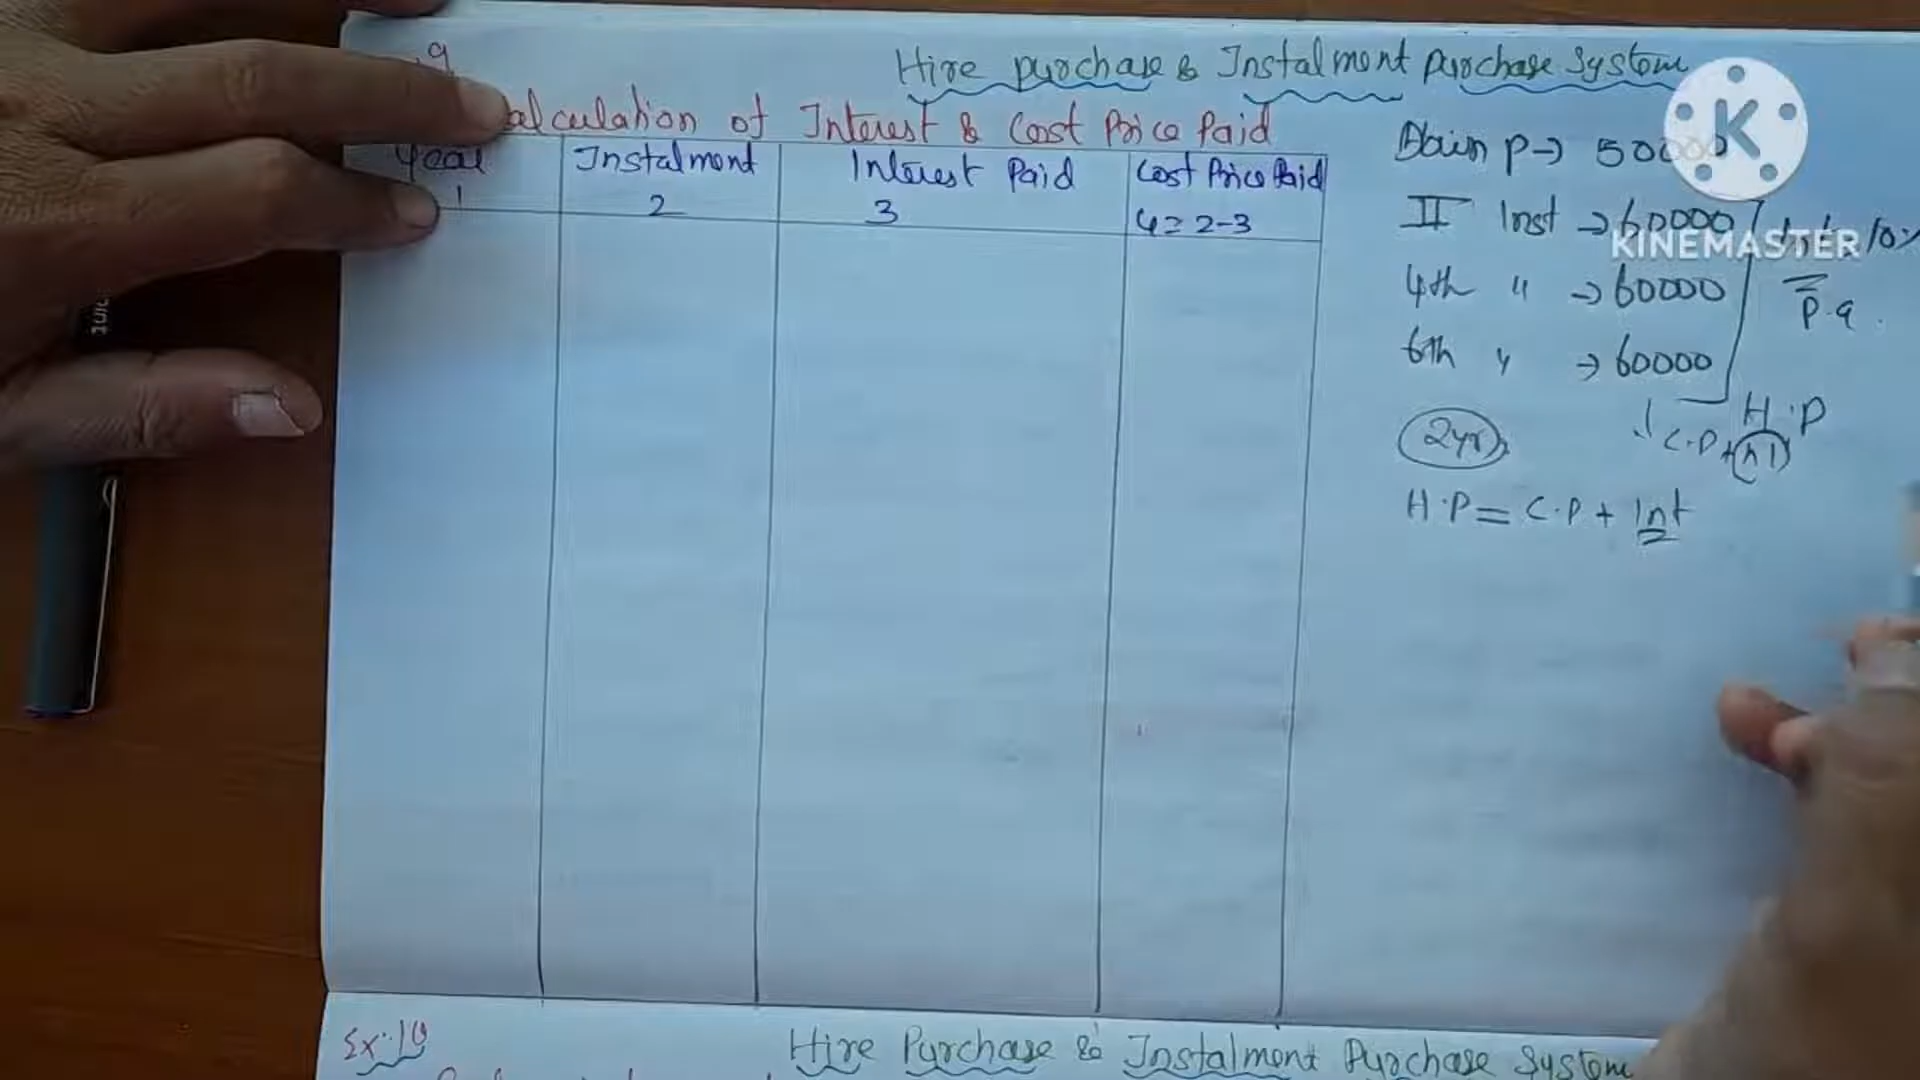 9
Hire purchase & Instalment purchase System
alculation of Interest & Cost Price Paid
Year
1
Instalment
2
Interest Paid
3
Cost Price Paid
4 = 2-3
Down p → 50000
II Inst → 60000
10%
p.a.
4th " → 60000
6th " → 60000
2yr
H.P
C.P +
H.P = C.P + Int
K
KINEMASTER
Ex:10
Hire Purchase & Instalment Purchase System